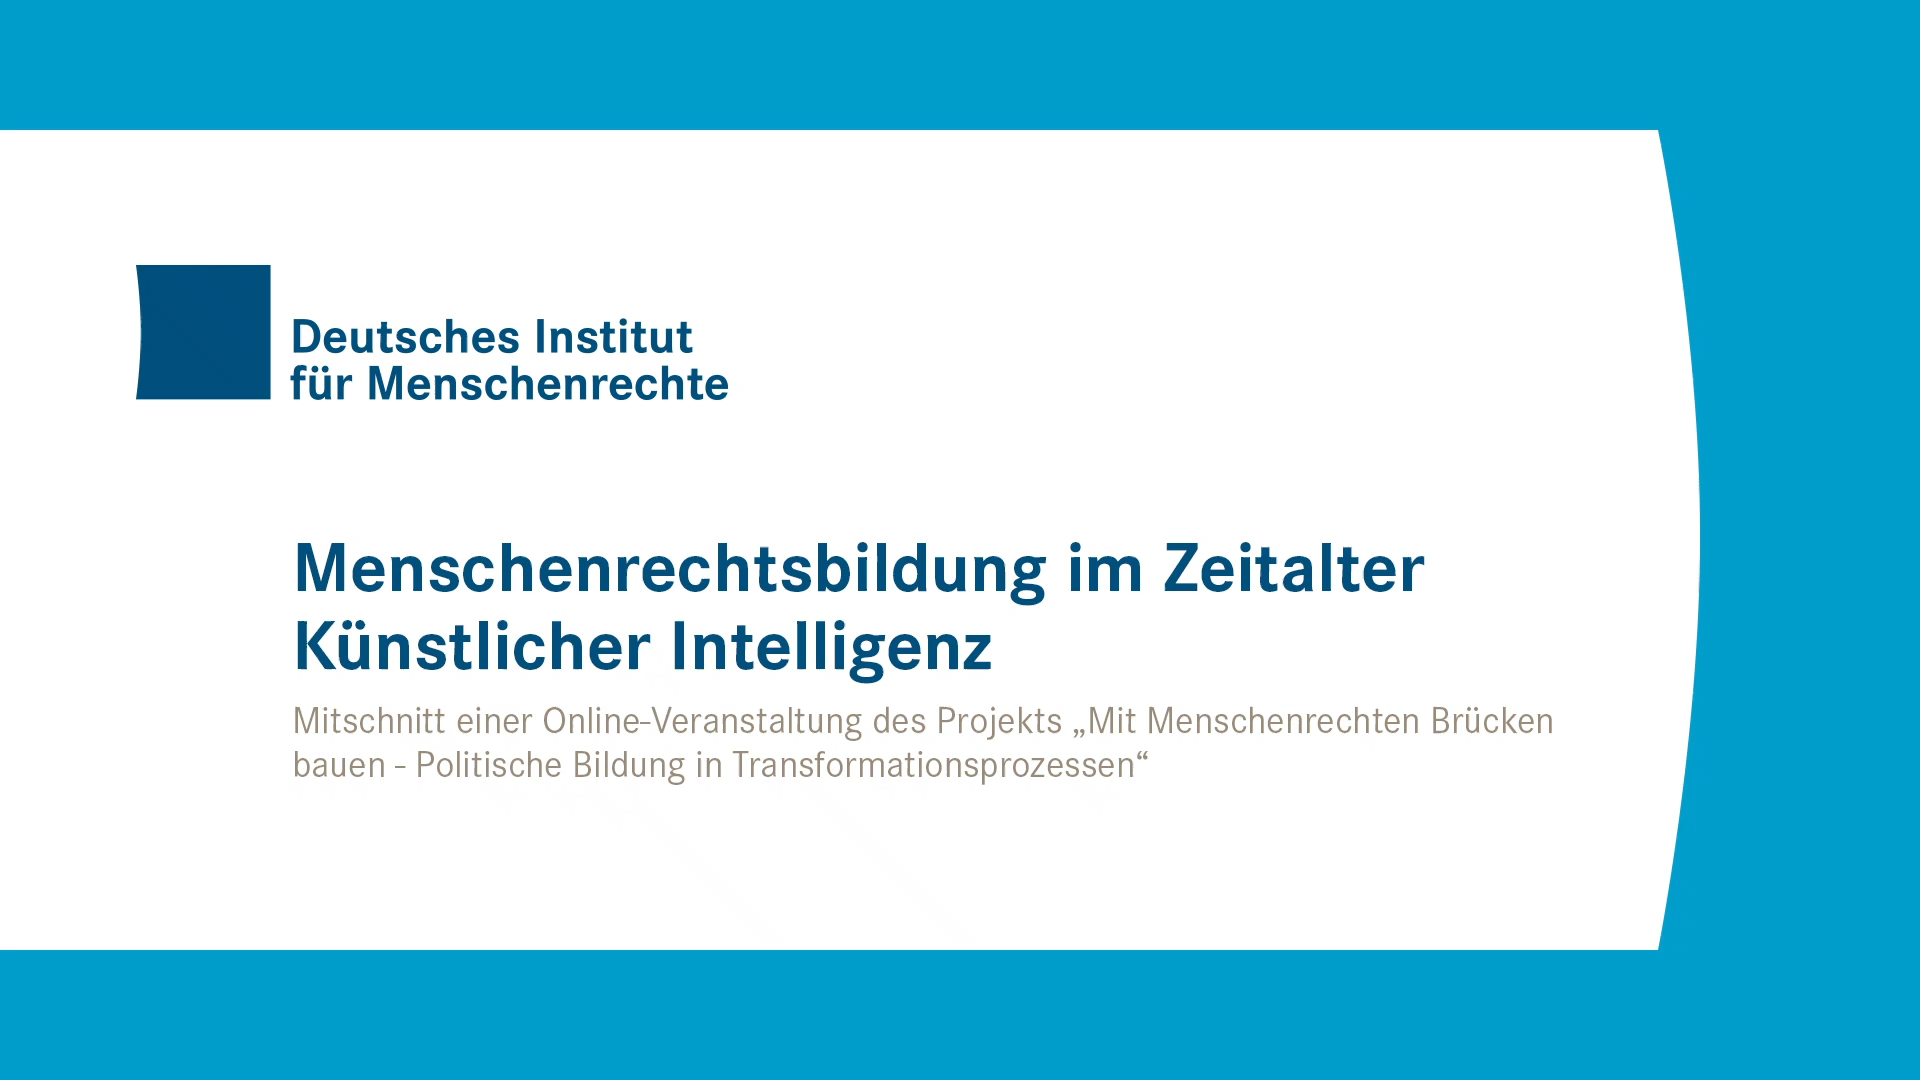 Deutsches Institut
für Menschenrechte
Menschenrechtsbildung im Zeitalter
Künstlicher Intelligenz
Mitschnitt einer Online-Veranstaltung des Projekts „Mit Menschenrechten Brücken
bauen - Politische Bildung in Transformationsprozessen“